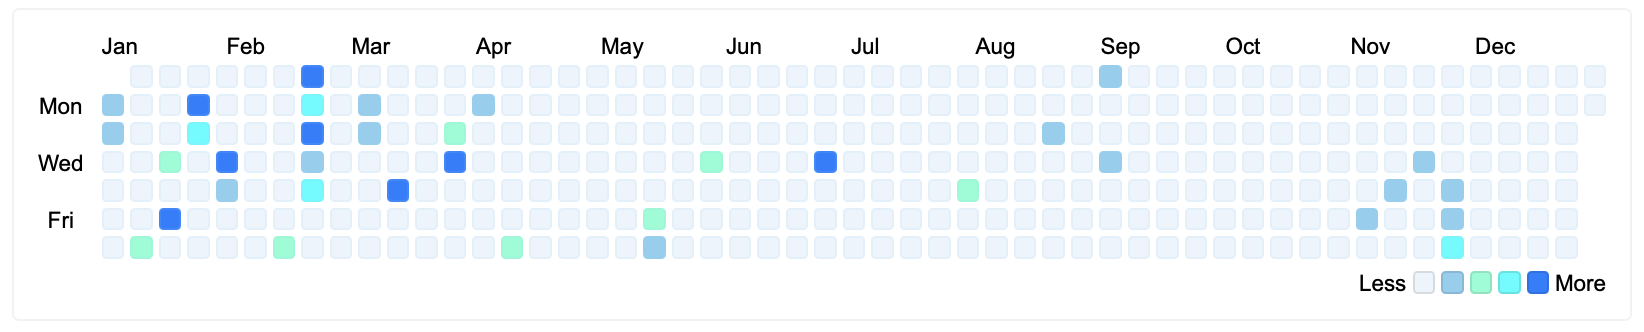 Jan Feb Mar Apr May Jun Jul Aug Sep Oct Nov Dec
Mon
Wed
Fri
Less More